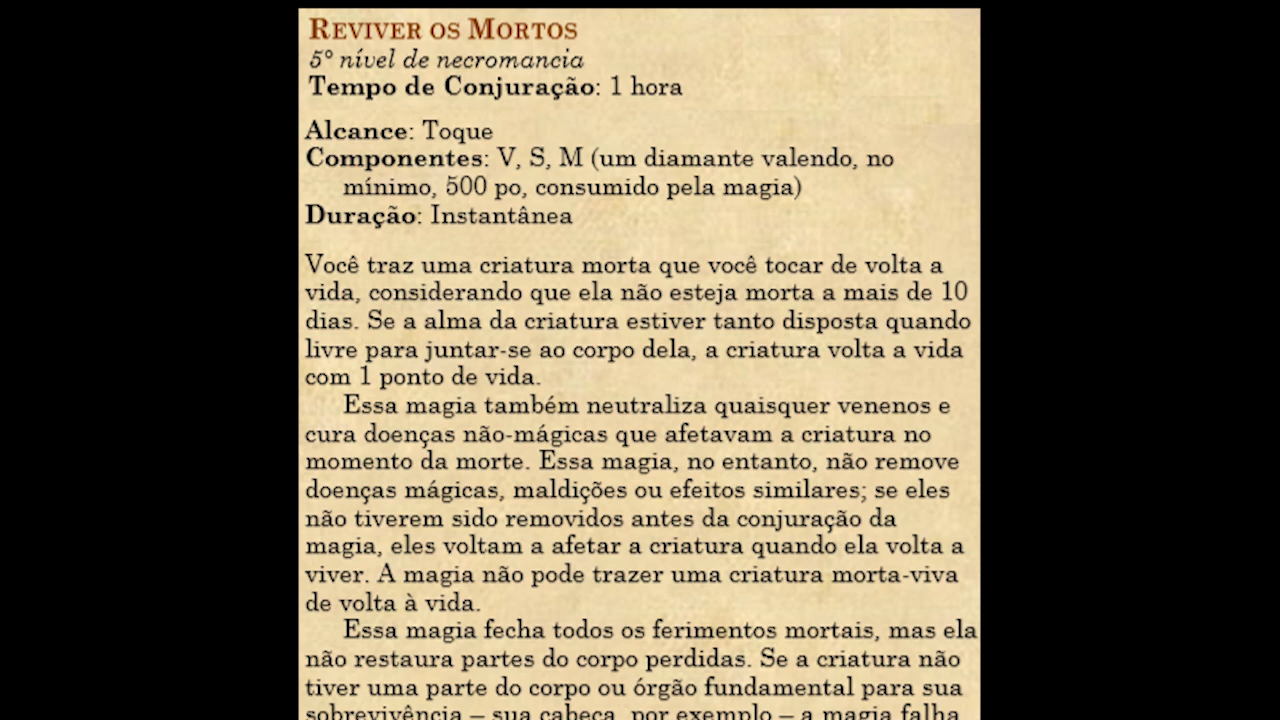 REVIVER OS MORTOS
5º nível de necromancia
Tempo de Conjuração: 1 hora
Alcance: Toque
Componentes: V, S, M (um diamante valendo, no
mínimo, 500 po, consumido pela magia)
Duração: Instantânea
Você traz uma criatura morta que você tocar de volta a
vida, considerando que ela não esteja morta a mais de 10
dias. Se a alma da criatura estiver tanto disposta quando
livre para juntar-se ao corpo dela, a criatura volta a vida
com 1 ponto de vida.
Essa magia também neutraliza quaisquer venenos e
cura doenças não-mágicas que afetavam a criatura no
momento da morte. Essa magia, no entanto, não remove
doenças mágicas, maldições ou efeitos similares; se eles
não tiverem sido removidos antes da conjuração da
magia, eles voltam a afetar a criatura quando ela volta a
viver. A magia não pode trazer uma criatura morta-viva
de volta à vida.
Essa magia fecha todos os ferimentos mortais, mas ela
não restaura partes do corpo perdidas. Se a criatura não
tiver uma parte do corpo ou órgão fundamental para sua
sobrevivência – sua cabeça, por exemplo – a magia falha